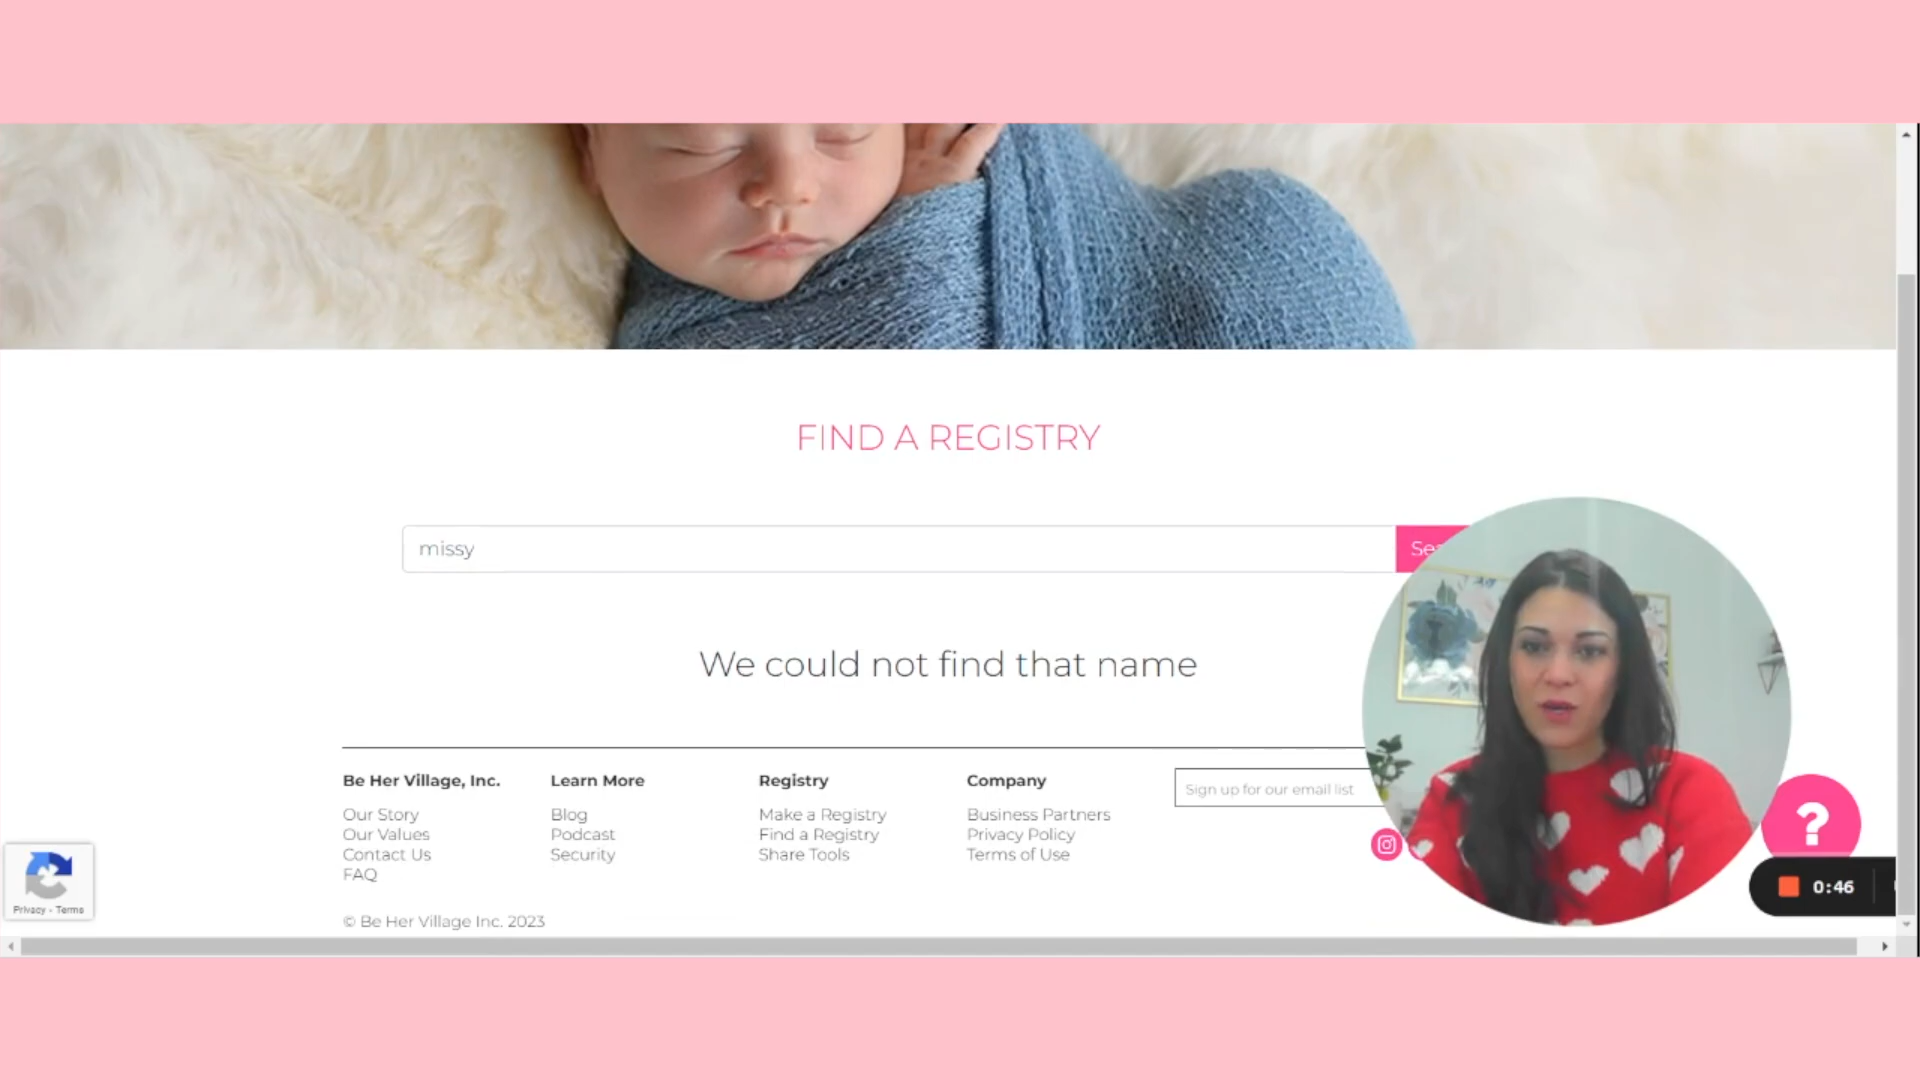 FIND A REGISTRY
missy
We could not find that name
Be Her Village, Inc.
Our Story
Our Values
Contact Us
FAQ
Learn More
Blog
Podcast
Security
Registry
Make a Registry
Find a Registry
Share Tools
Company
Business Partners
Privacy Policy
Terms of Use
Sign up for our email list
?
Privacy - Terms
0:46
© Be Her Village Inc. 2023